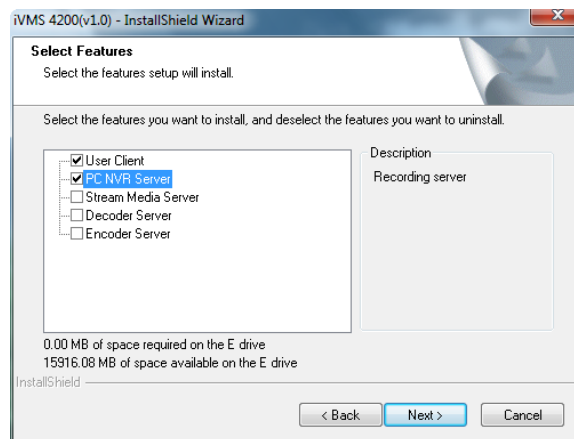 iVMS 4200(v1.0) - InstallShield Wizard
Select Features
Select the features setup will install.
Select the features you want to install, and deselect the features you want to uninstall.
User Client
PC NVR Server
Stream Media Server
Decoder Server
Encoder Server
Description
Recording server
0.00 MB of space required on the E drive
15916.08 MB of space available on the E drive
InstallShield
< Back
Next >
Cancel